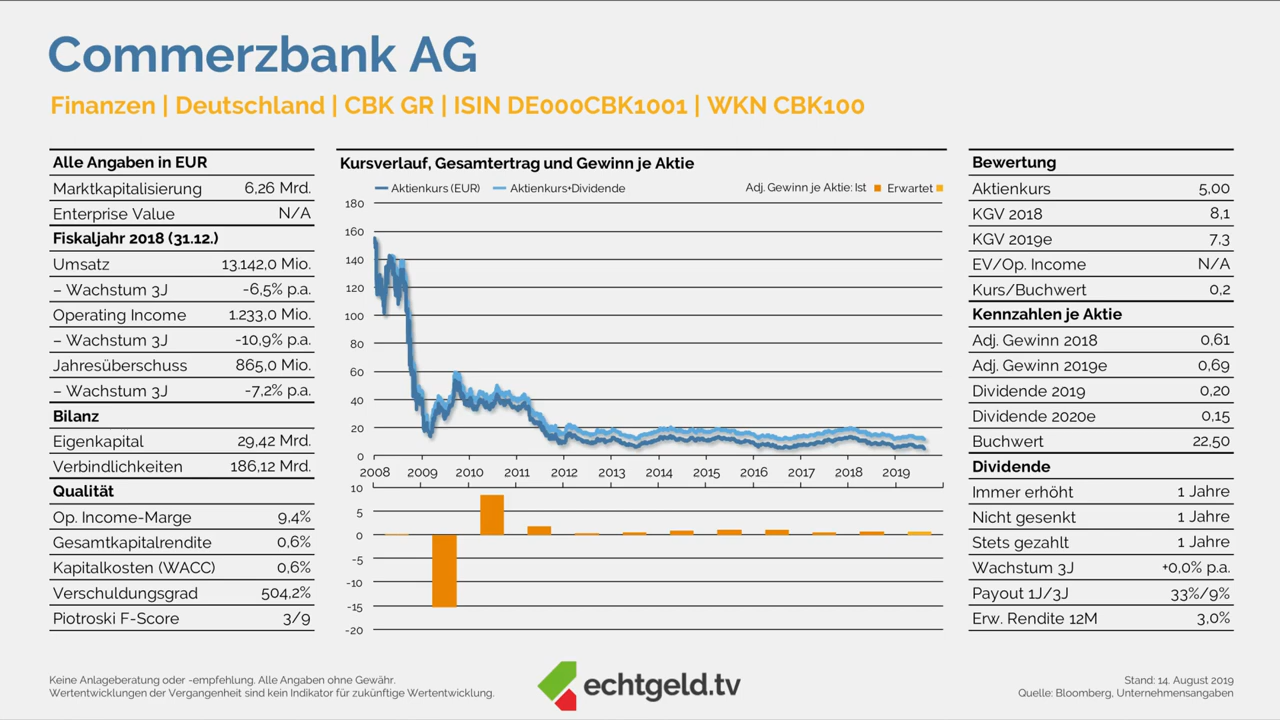 Commerzbank AG
Finanzen | Deutschland | CBK GR | ISIN DE000CBK1001 | WKN CBK100
Alle Angaben in EUR
Marktkapitalisierung 6,26 Mrd.
Enterprise Value N/A
Fiskaljahr 2018 (31.12.)
Umsatz 13.142,0 Mio.
– Wachstum 3J -6,5% p.a.
Operating Income 1.233,0 Mio.
– Wachstum 3J -10,9% p.a.
Jahresüberschuss 865,0 Mio.
– Wachstum 3J -7,2% p.a.
Bilanz
Eigenkapital 29,42 Mrd.
Verbindlichkeiten 186,12 Mrd.
Qualität
Op. Income-Marge 9,4%
Gesamtkapitalrendite 0,6%
Kapitalkosten (WACC) 0,6%
Verschuldungsgrad 504,2%
Piotroski F-Score 3/9
Kursverlauf, Gesamtertrag und Gewinn je Aktie
Aktienkurs (EUR) Aktienkurs+Dividende Adj. Gewinn je Aktie: Ist Erwartet
180
160
140
120
100
80
60
40
20
0
2008 2009 2010 2011 2012 2013 2014 2015 2016 2017 2018 2019
10
5
0
-5
-10
-15
-20
Bewertung
Aktienkurs 5,00
KGV 2018 8,1
KGV 2019e 7,3
EV/Op. Income N/A
Kurs/Buchwert 0,2
Kennzahlen je Aktie
Adj. Gewinn 2018 0,61
Adj. Gewinn 2019e 0,69
Dividende 2019 0,20
Dividende 2020e 0,15
Buchwert 22,50
Dividende
Immer erhöht 1 Jahre
Nicht gesenkt 1 Jahre
Stets gezahlt 1 Jahre
Wachstum 3J +0,0% p.a.
Payout 1J/3J 33%/9%
Erw. Rendite 12M 3,0%
Keine Anlageberatung oder -empfehlung. Alle Angaben ohne Gewähr.
Wertentwicklungen der Vergangenheit sind kein Indikator für zukünftige Wertentwicklung.
echtgeld.tv
Stand: 14. August 2019
Quelle: Bloomberg, Unternehmensangaben